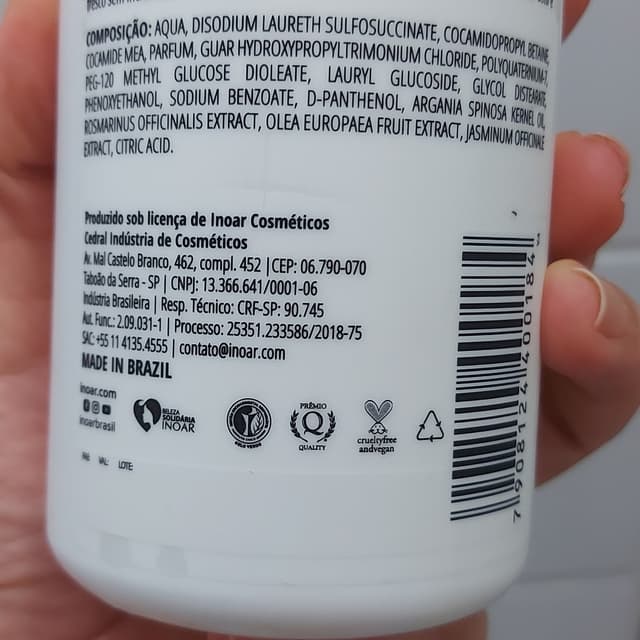 fresco sem
COMPOSIÇÃO: AQUA, DISODIUM LAURETH SULFOSUCCINATE, COCAMIDOPROPYL BETAINE,
COCAMIDE MEA, PARFUM, GUAR HYDROXYPROPYLTRIMONIUM CHLORIDE, POLYQUATERNIUM-7,
PEG-120 METHYL GLUCOSE DIOLEATE, LAURYL GLUCOSIDE, GLYCOL DISTEARATE,
PHENOXYETHANOL, SODIUM BENZOATE, D-PANTHENOL, ARGANIA SPINOSA KERNEL OIL,
ROSMARINUS OFFICINALIS EXTRACT, OLEA EUROPAEA FRUIT EXTRACT, JASMINUM OFFICINALE
EXTRACT, CITRIC ACID.
Produzido sob licença de Inoar Cosméticos
Cedral Indústria de Cosméticos
Av. Mal Castelo Branco, 462, compl. 452 |CEP: 06.790-070
Taboão da Serra - SP | CNPJ: 13.366.641/0001-06
Indústria Brasileira | Resp. Técnico: CRF-SP: 90.745
Aut. Func.: 2.09.031-1 | Processo: 25351.233586/2018-75
SAC: +55 11 4135.4555 | contato@inoar.com
MADE IN BRAZIL
inoar.com
inoarbrasil
BELEZA
SOLIDÁRIA
INOAR
SELO VERDE
PRÊMIO
Q
QUALITY
crueltyfree
andvegan
FAB: VAL: LOTE:
7908124400184